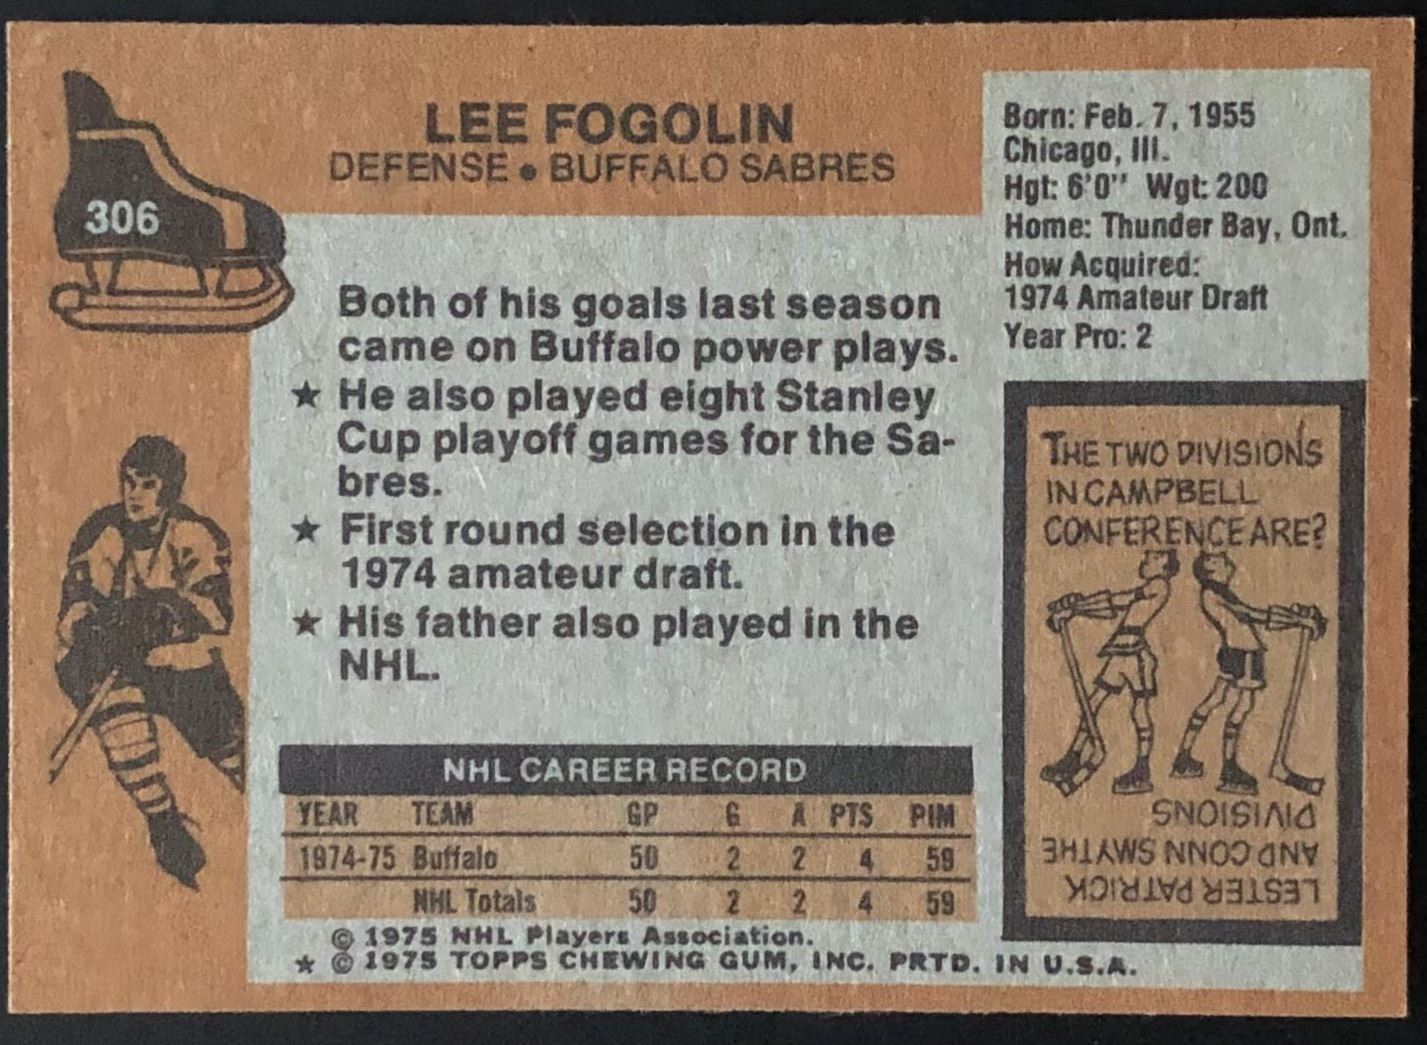 306
LEE FOGOLIN
DEFENSE • BUFFALO SABRES
Born: Feb. 7, 1955
Chicago, Ill.
Hgt: 6'0" Wgt: 200
Home: Thunder Bay, Ont.
How Acquired:
1974 Amateur Draft
Year Pro: 2
Both of his goals last season
came on Buffalo power plays.
★ He also played eight Stanley
Cup playoff games for the Sa-
bres.
★ First round selection in the
1974 amateur draft.
★ His father also played in the
NHL.
NHL CAREER RECORD
YEAR TEAM GP G A PTS PIM
1974-75 Buffalo 50 2 2 4 59
NHL Totals 50 2 2 4 59
© 1975 NHL Players Association.
★ © 1975 TOPPS CHEWING GUM, INC. PRTD. IN U.S.A.
THE TWO DIVISIONS
IN CAMPBELL
CONFERENCE ARE?
LESTER PATRICK
AND CONN SMYTHE
DIVISIONS